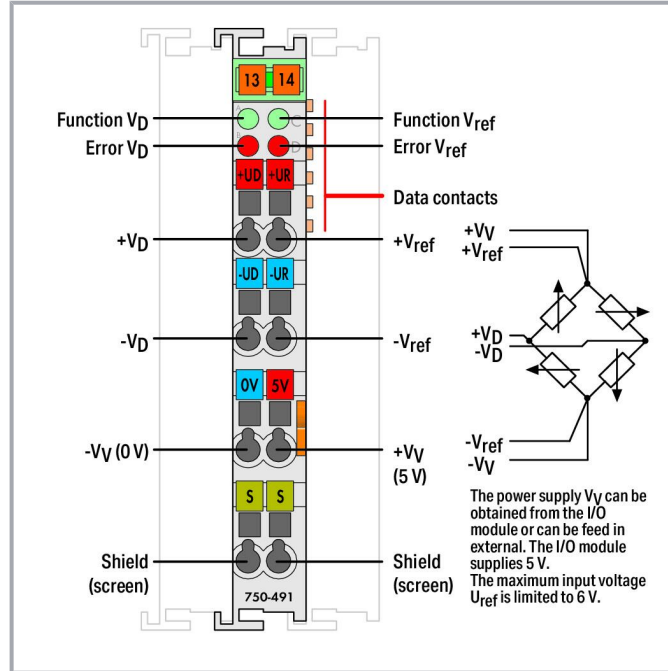 13 14
A C
Function VD
Function Vref
Error VD
D
Error Vref
+UD +UR
Data contacts
+VD
+Vref
-UD -UR
-VD
-Vref
0V 5V
-VV (0 V)
+VV
(5 V)
S S
Shield
(screen)
Shield
(screen)
750-491
+VV
+Vref
+VD
-VD
-Vref
-VV
The power supply VV can be
obtained from the I/O
module or can be feed in
external. The I/O module
supplies 5 V.
The maximum input voltage
Uref is limited to 6 V.